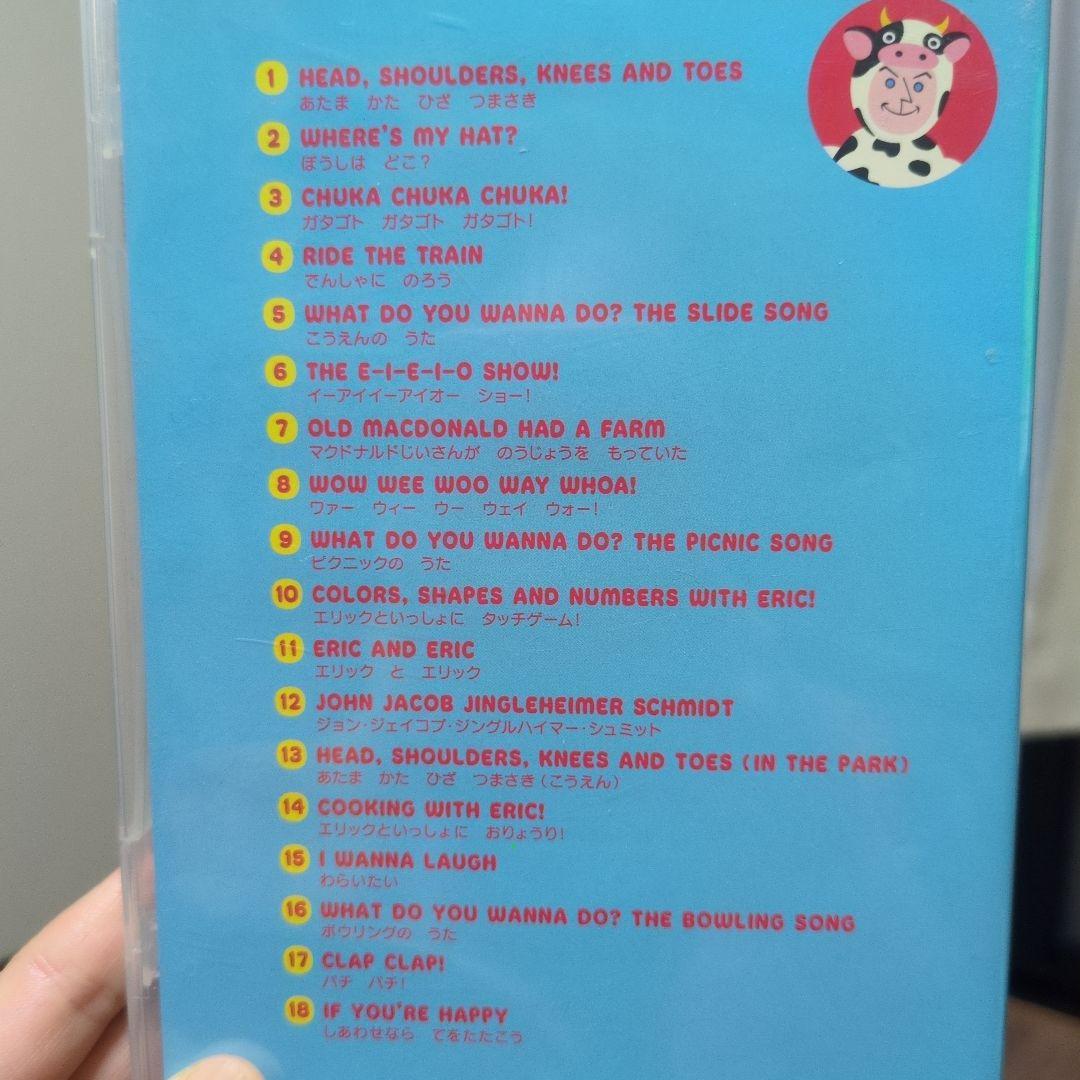 1 HEAD, SHOULDERS, KNEES AND TOES
あたま かた ひざ つまさき
2 WHERE'S MY HAT?
ぼうしは どこ?
3 CHUKA CHUKA CHUKA!
ガタゴト ガタゴト ガタゴト!
4 RIDE THE TRAIN
でんしゃに のろう
5 WHAT DO YOU WANNA DO? THE SLIDE SONG
こうえんの うた
6 THE E-I-E-I-O SHOW!
イーアイイーアイオー ショー!
7 OLD MACDONALD HAD A FARM
マクドナルドじいさんが のうじょうを もっていた
8 WOW WEE WOO WAY WHOA!
ワァー ウィー ウー ウェイ ウォー!
9 WHAT DO YOU WANNA DO? THE PICNIC SONG
ピクニックの うた
10 COLORS, SHAPES AND NUMBERS WITH ERIC!
エリックといっしょに タッチゲーム!
11 ERIC AND ERIC
エリック と エリック
12 JOHN JACOB JINGLEHEIMER SCHMIDT
ジョン・ジェイコブ・ジングルハイマー・シュミット
13 HEAD, SHOULDERS, KNEES AND TOES (IN THE PARK)
あたま かた ひざ つまさき(こうえん)
14 COOKING WITH ERIC!
エリックといっしょに おりょうり!
15 I WANNA LAUGH
わらいたい
16 WHAT DO YOU WANNA DO? THE BOWLING SONG
ボウリングの うた
17 CLAP CLAP!
パチ パチ!
18 IF YOU'RE HAPPY
しあわせなら てをたたこう